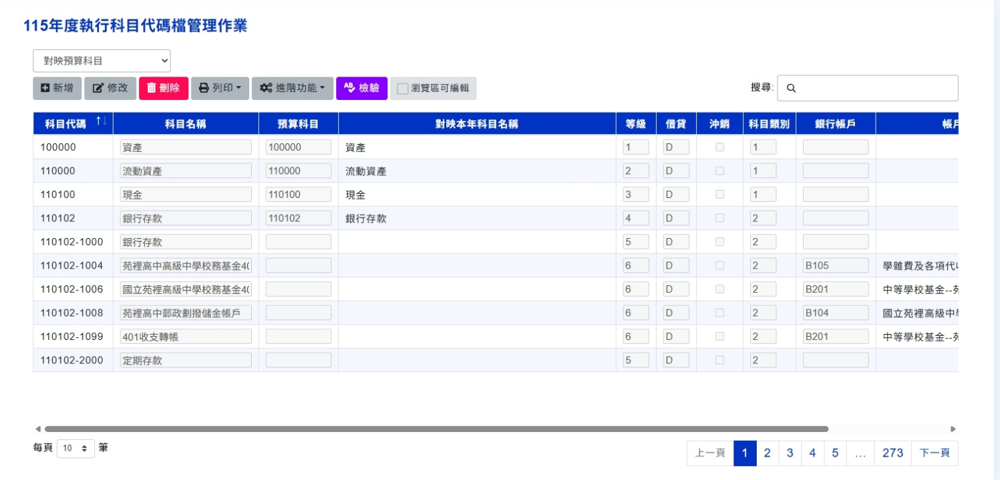 115年度執行科目代碼檔管理作業
對映預算科目
新增 修改 刪除 列印 進階功能 檢驗 瀏覽區可編輯 搜尋:
科目代碼 科目名稱 預算科目 對映本年科目名稱 等級 借貸 沖銷 科目類別 銀行帳戶 帳戶
100000 資產 100000 資產 1 D 1
110000 流動資產 110000 流動資產 2 D 1
110100 現金 110100 現金 3 D 1
110102 銀行存款 110102 銀行存款 4 D 2
110102-1000 銀行存款 5 D 2
110102-1004 苑裡高中高級中學校務基金40 6 D 2 B105 學雜費及各項代
110102-1006 國立苑裡高級中學校務基金40 6 D 2 B201 中等學校基金--苑
110102-1008 苑裡高中郵政劃撥儲金帳戶 6 D 2 B104 國立苑裡高級中學
110102-1099 401收支轉帳 6 D 2 B201 中等學校基金--苑
110102-2000 定期存款 5 D 2
每頁 10 筆 上一頁 1 2 3 4 5 ... 273 下一頁